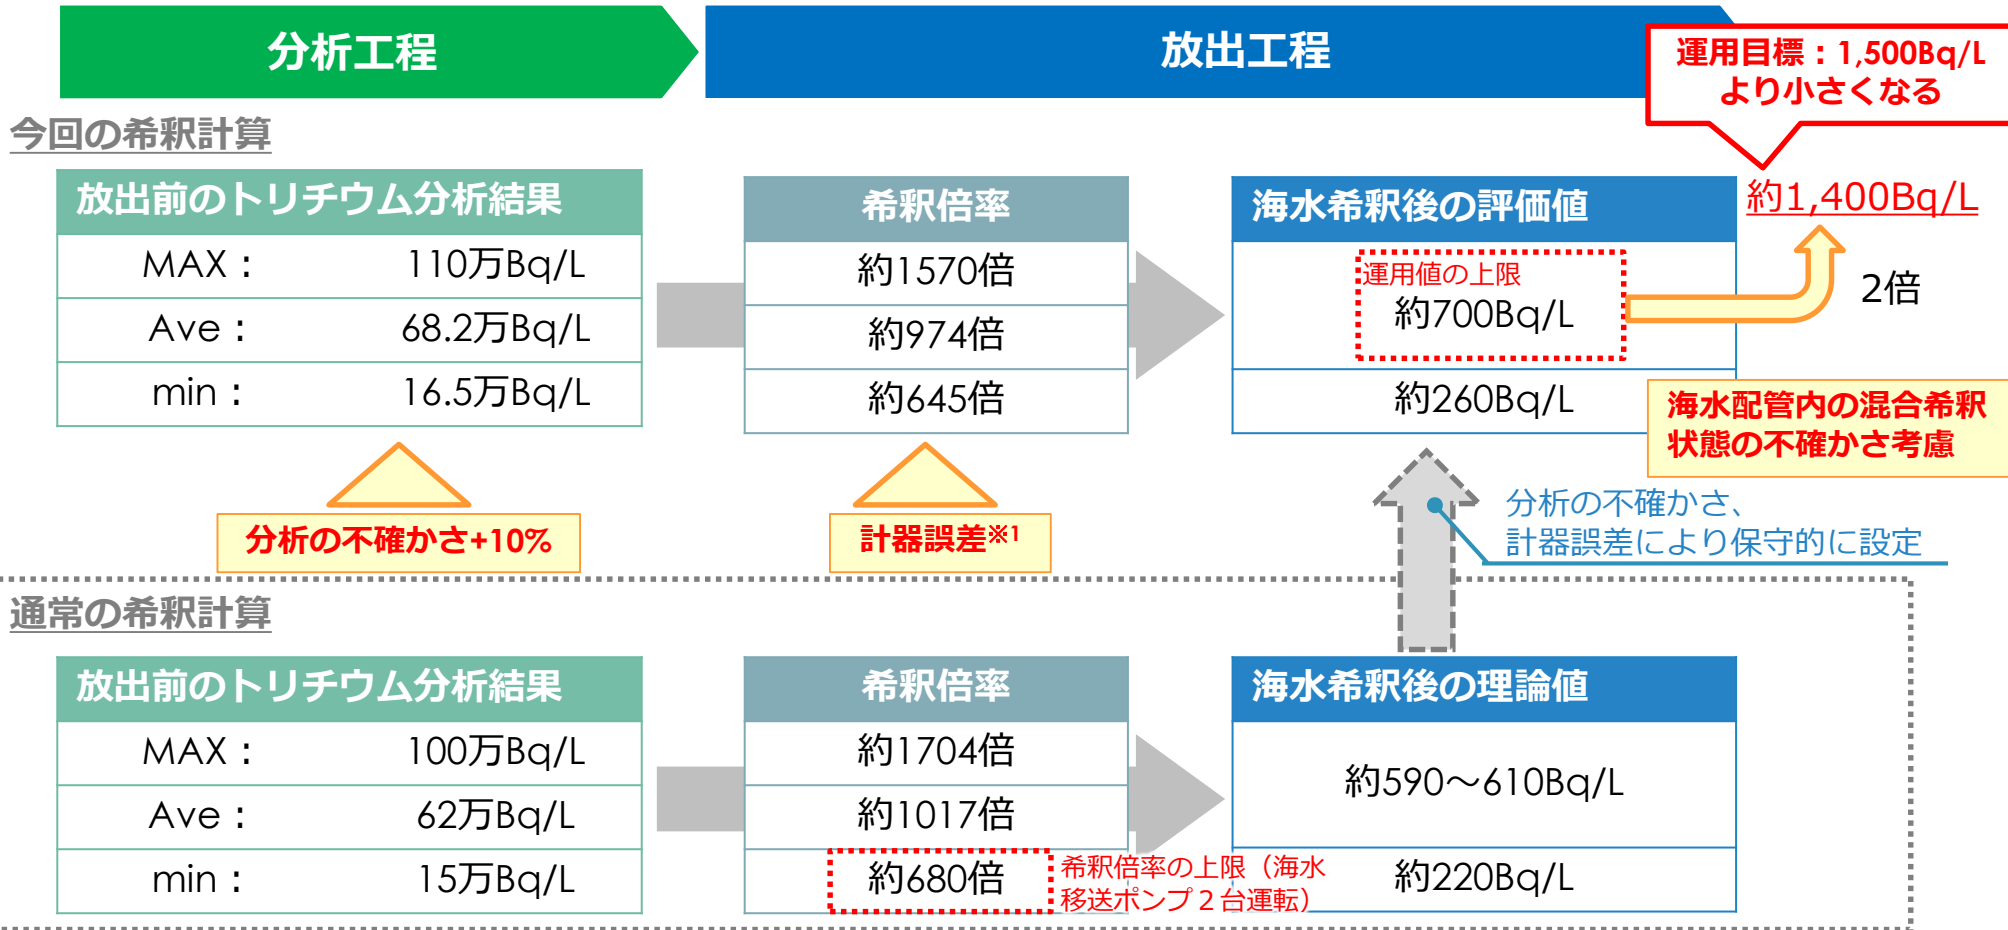 分析工程
放出工程
運用目標：1,500Bq/L
より小さくなる
今回の希釈計算
放出前のトリチウム分析結果
MAX： 110万Bq/L
Ave： 68.2万Bq/L
min： 16.5万Bq/L
希釈倍率
約1570倍
約974倍
約645倍
海水希釈後の評価値
運用値の上限
約700Bq/L
約260Bq/L
約1,400Bq/L
2倍
海水配管内の混合希釈
状態の不確かさ考慮
分析の不確かさ+10%
計器誤差※1
分析の不確かさ、
計器誤差により保守的に設定
通常の希釈計算
放出前のトリチウム分析結果
MAX： 100万Bq/L
Ave： 62万Bq/L
min： 15万Bq/L
希釈倍率
約1704倍
約1017倍
約680倍
希釈倍率の上限（海水
移送ポンプ２台運転）
海水希釈後の理論値
約590～610Bq/L
約220Bq/L